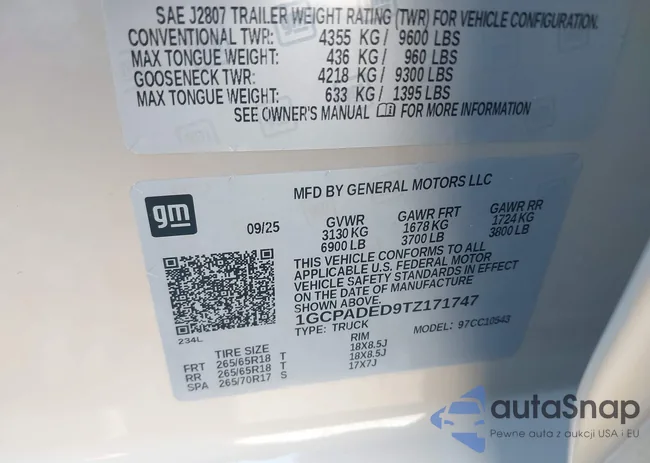 SAE J2807 TRAILER WEIGHT RATING (TWR) FOR VEHICLE CONFIGURATION.
CONVENTIONAL TWR: 4355 KG / 9600 LBS
MAX TONGUE WEIGHT: 436 KG / 960 LBS
GOOSENECK TWR: 4218 KG / 9300 LBS
MAX TONGUE WEIGHT: 633 KG / 1395 LBS
SEE OWNER'S MANUAL FOR MORE INFORMATION
gm
MFD BY GENERAL MOTORS LLC
09/25 GVWR GAWR FRT GAWR RR
3130 KG 1678 KG 1724 KG
6900 LB 3700 LB 3800 LB
THIS VEHICLE CONFORMS TO ALL
APPLICABLE U.S. FEDERAL MOTOR
VEHICLE SAFETY STANDARDS IN EFFECT
ON THE DATE OF MANUFACTURE
SHOWN ABOVE.
1GCPADED9TZ171747
TYPE: TRUCK MODEL: 97CC10543
234L
TIRE SIZE RIM
FRT 265/65R18 T 18X8.5J
RR 265/65R18 T 18X8.5J
SPA 265/70R17 S 17X7J
autaSnap
Pewne auta z aukcji USA i EU